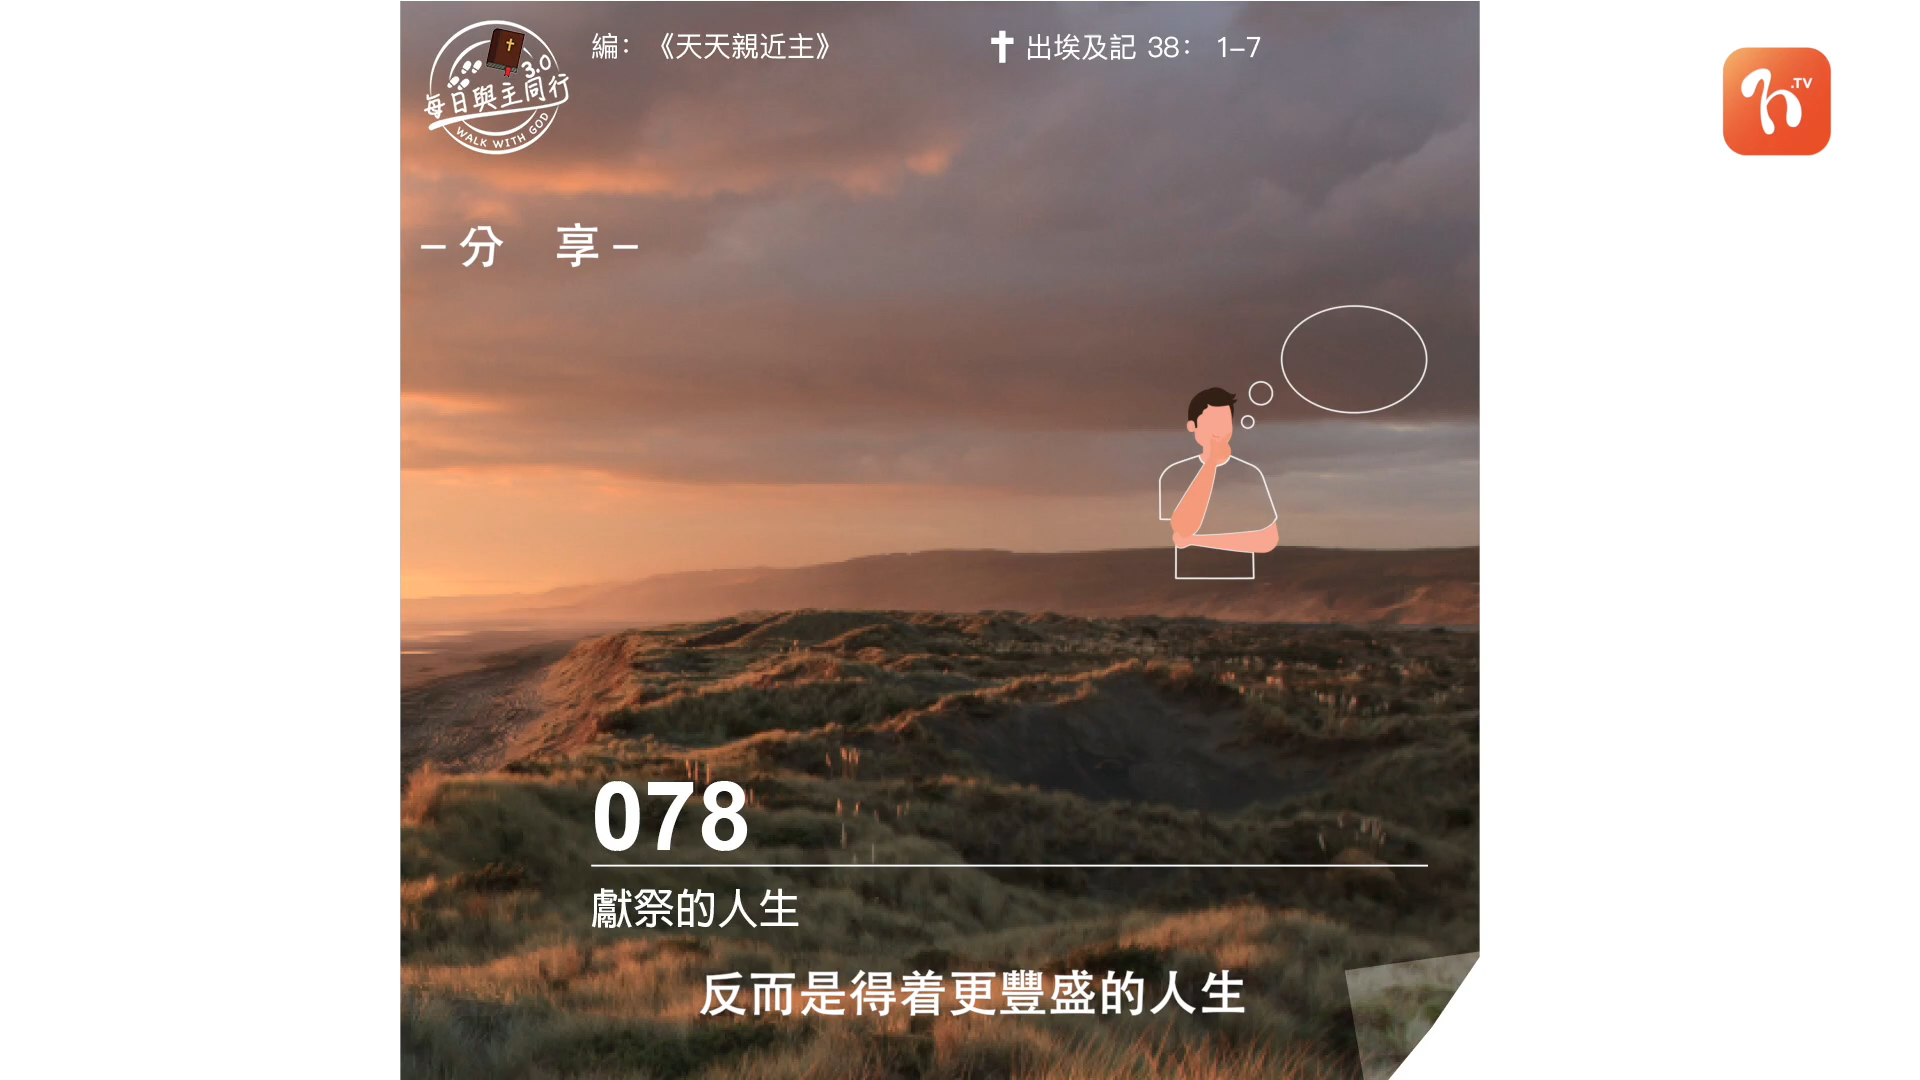 每日與主同行 3.0
WALK WITH GOD
編：《天天親近主》
出埃及記 38： 1-7
h.TV
- 分 享 -
078
獻祭的人生
反而是得着更豐盛的人生